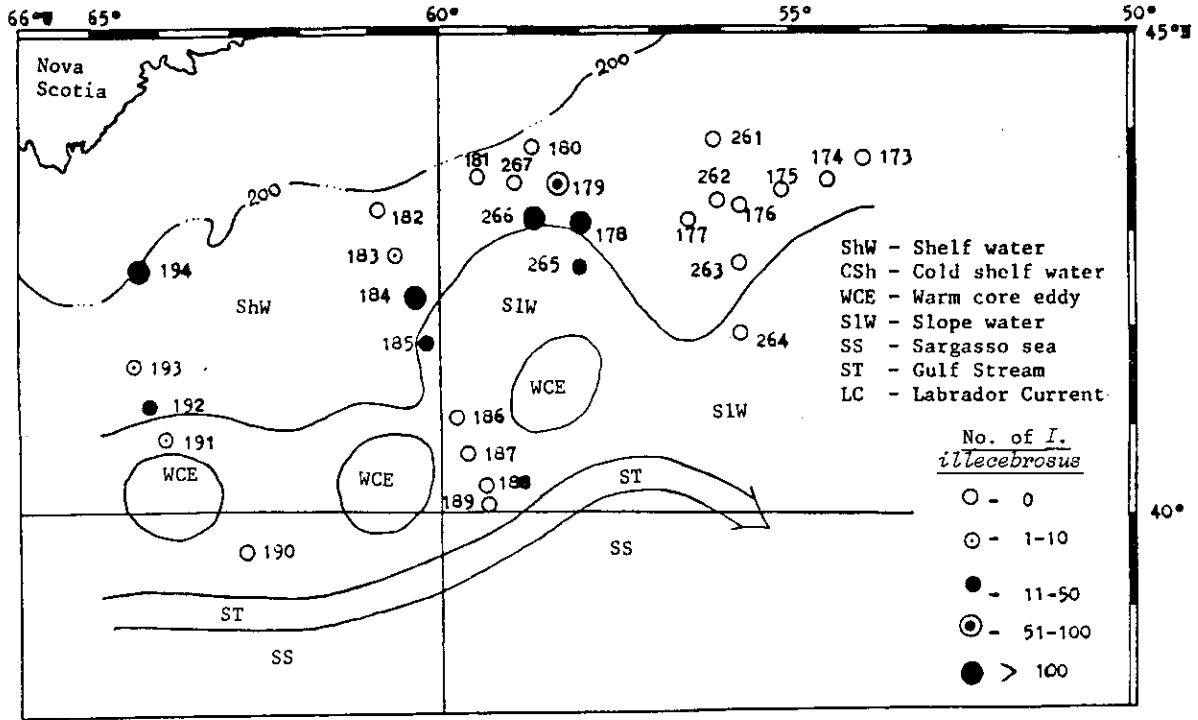 66°W 65° 60° 55° 50°
45°N
Nova
Scotia
200
200
261
180
181 267
174 173
179
262 175
182
266
178
177 176
183
265
263
194
184
ShW
SlW
264
185
193
WCE
192
186
SlW
191
187
WCE
WCE
188
ST
189
40°
190
SS
ST
SS
ShW - Shelf water
CSh - Cold shelf water
WCE - Warm core eddy
SlW - Slope water
SS - Sargasso sea
ST - Gulf Stream
LC - Labrador Current
No. of I.
illecebrosus
- 0
- 1-10
- 11-50
- 51-100
> 100